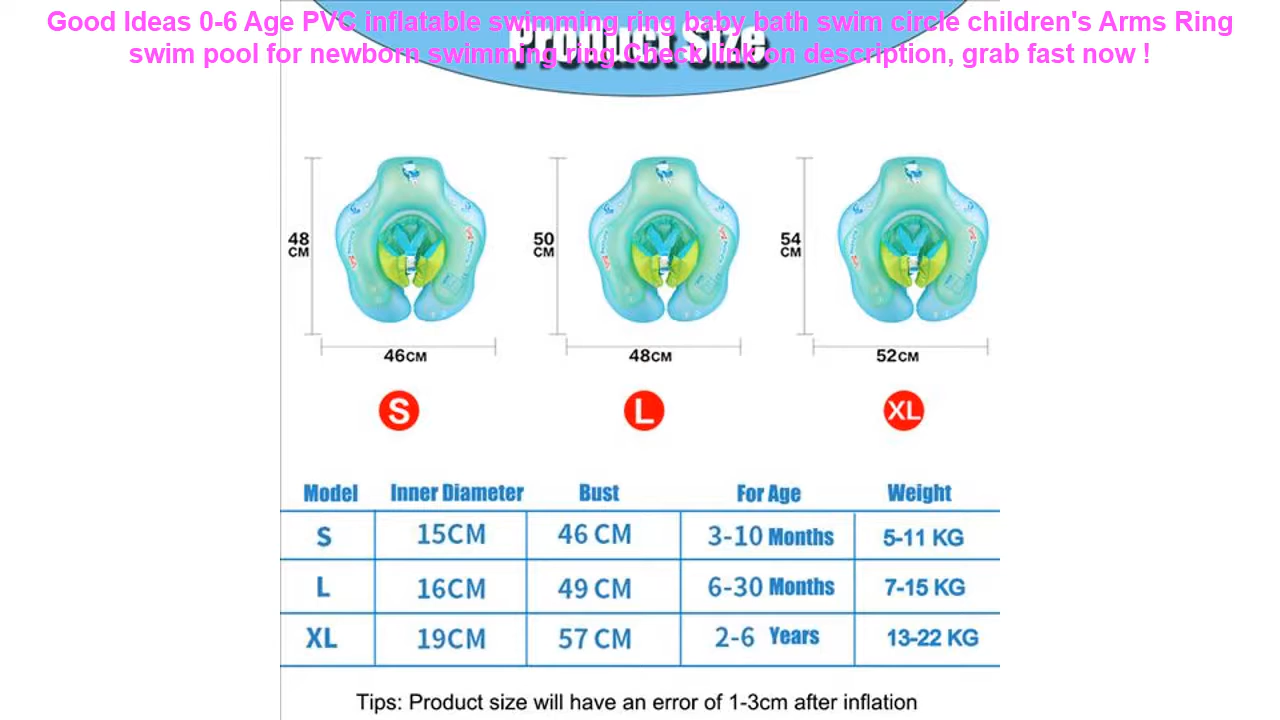 Good Ideas 0-6 Age PVC inflatable swimming ring baby bath swim circle children's Arms Ring
swim pool for newborn swimming ring Check link on description, grab fast now !
Product Size
48 CM
50 CM
54 CM
46CM
48CM
52CM
S
L
XL
Model Inner Diameter Bust For Age Weight
S 15CM 46 CM 3-10 Months 5-11 KG
L 16CM 49 CM 6-30 Months 7-15 KG
XL 19CM 57 CM 2-6 Years 13-22 KG
Tips: Product size will have an error of 1-3cm after inflation